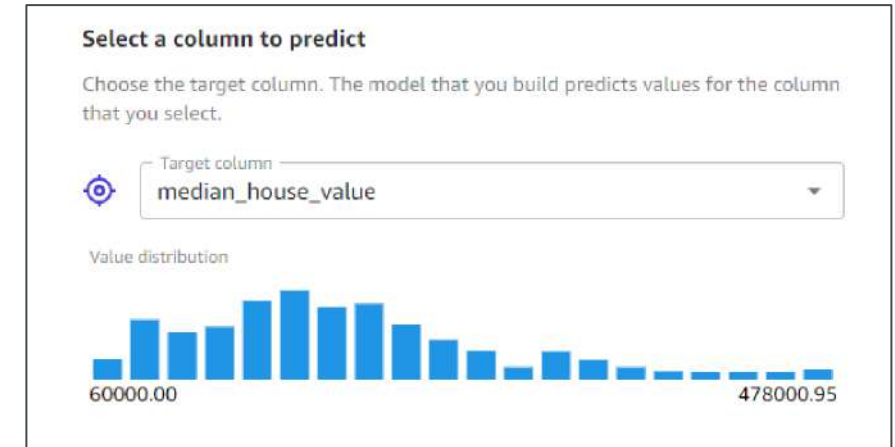 Select a column to predict
Choose the target column. The model that you build predicts values for the column
that you select.
Target column
median_house_value
Value distribution
60000.00 478000.95